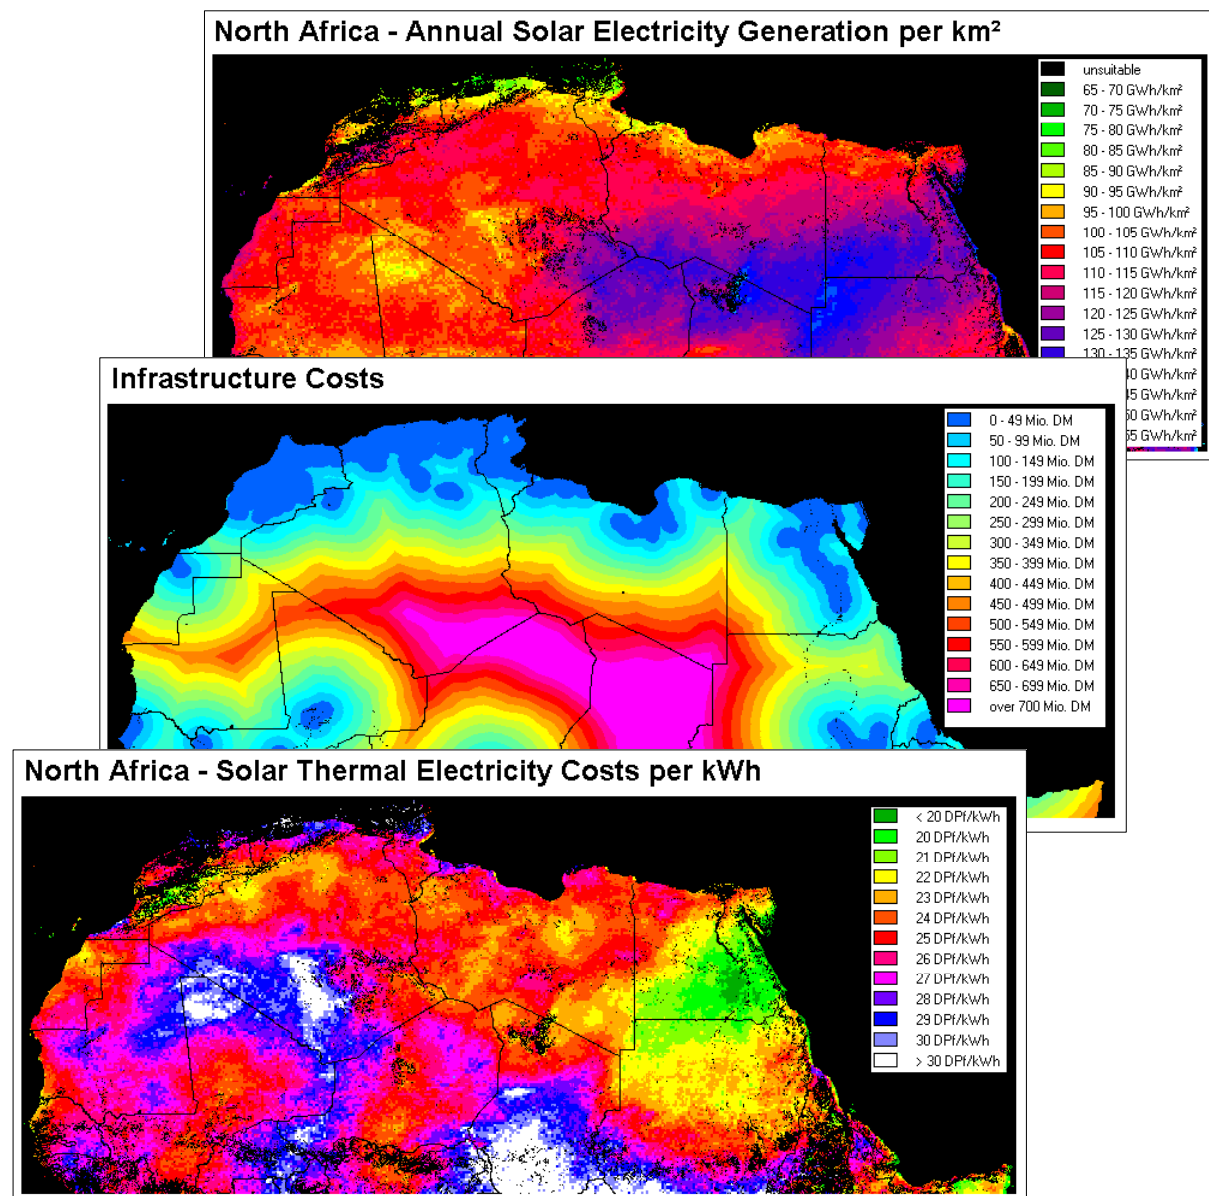 North Africa - Annual Solar Electricity Generation per km²
unsuitable
65 - 70 GWh/km²
70 - 75 GWh/km²
75 - 80 GWh/km²
80 - 85 GWh/km²
85 - 90 GWh/km²
90 - 95 GWh/km²
95 - 100 GWh/km²
100 - 105 GWh/km²
105 - 110 GWh/km²
110 - 115 GWh/km²
115 - 120 GWh/km²
120 - 125 GWh/km²
125 - 130 GWh/km²
130 - 135 GWh/km²
40 GWh/km²
45 GWh/km²
50 GWh/km²
55 GWh/km²
Infrastructure Costs
0 - 49 Mio. DM
50 - 99 Mio. DM
100 - 149 Mio. DM
150 - 199 Mio. DM
200 - 249 Mio. DM
250 - 299 Mio. DM
300 - 349 Mio. DM
350 - 399 Mio. DM
400 - 449 Mio. DM
450 - 499 Mio. DM
500 - 549 Mio. DM
550 - 599 Mio. DM
600 - 649 Mio. DM
650 - 699 Mio. DM
over 700 Mio. DM
North Africa - Solar Thermal Electricity Costs per kWh
< 20 DPf/kWh
20 DPf/kWh
21 DPf/kWh
22 DPf/kWh
23 DPf/kWh
24 DPf/kWh
25 DPf/kWh
26 DPf/kWh
27 DPf/kWh
28 DPf/kWh
29 DPf/kWh
30 DPf/kWh
> 30 DPf/kWh